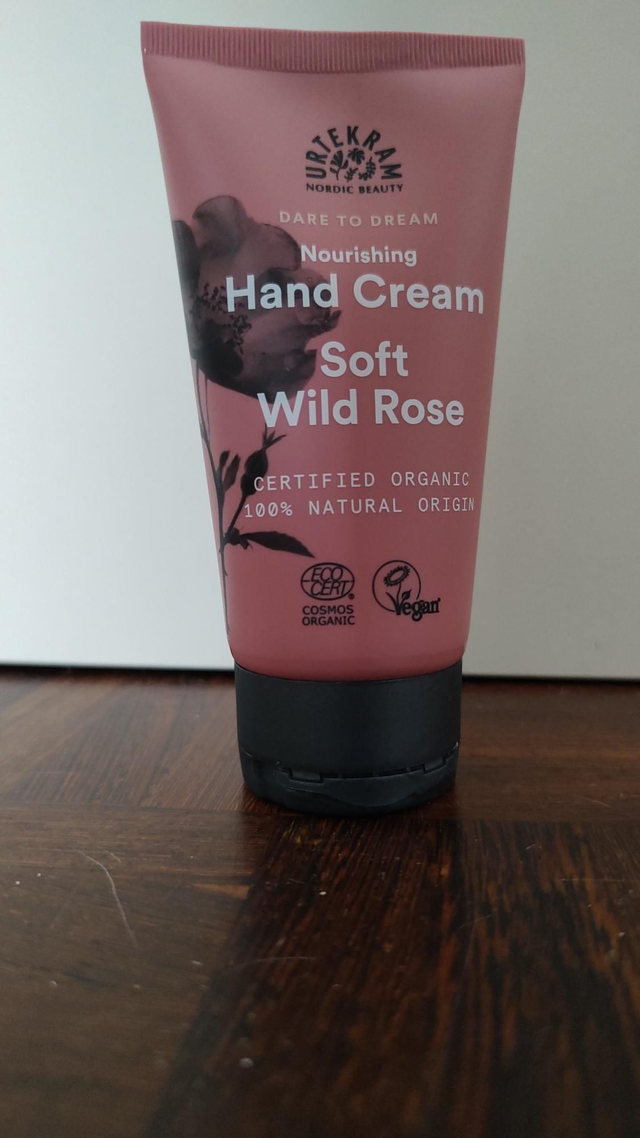 URTEKRAM
NORDIC BEAUTY
DARE TO DREAM
Nourishing
Hand Cream
Soft
Wild Rose
CERTIFIED ORGANIC
100% NATURAL ORIGIN
ECO
CERT®
COSMOS
ORGANIC
Vegan